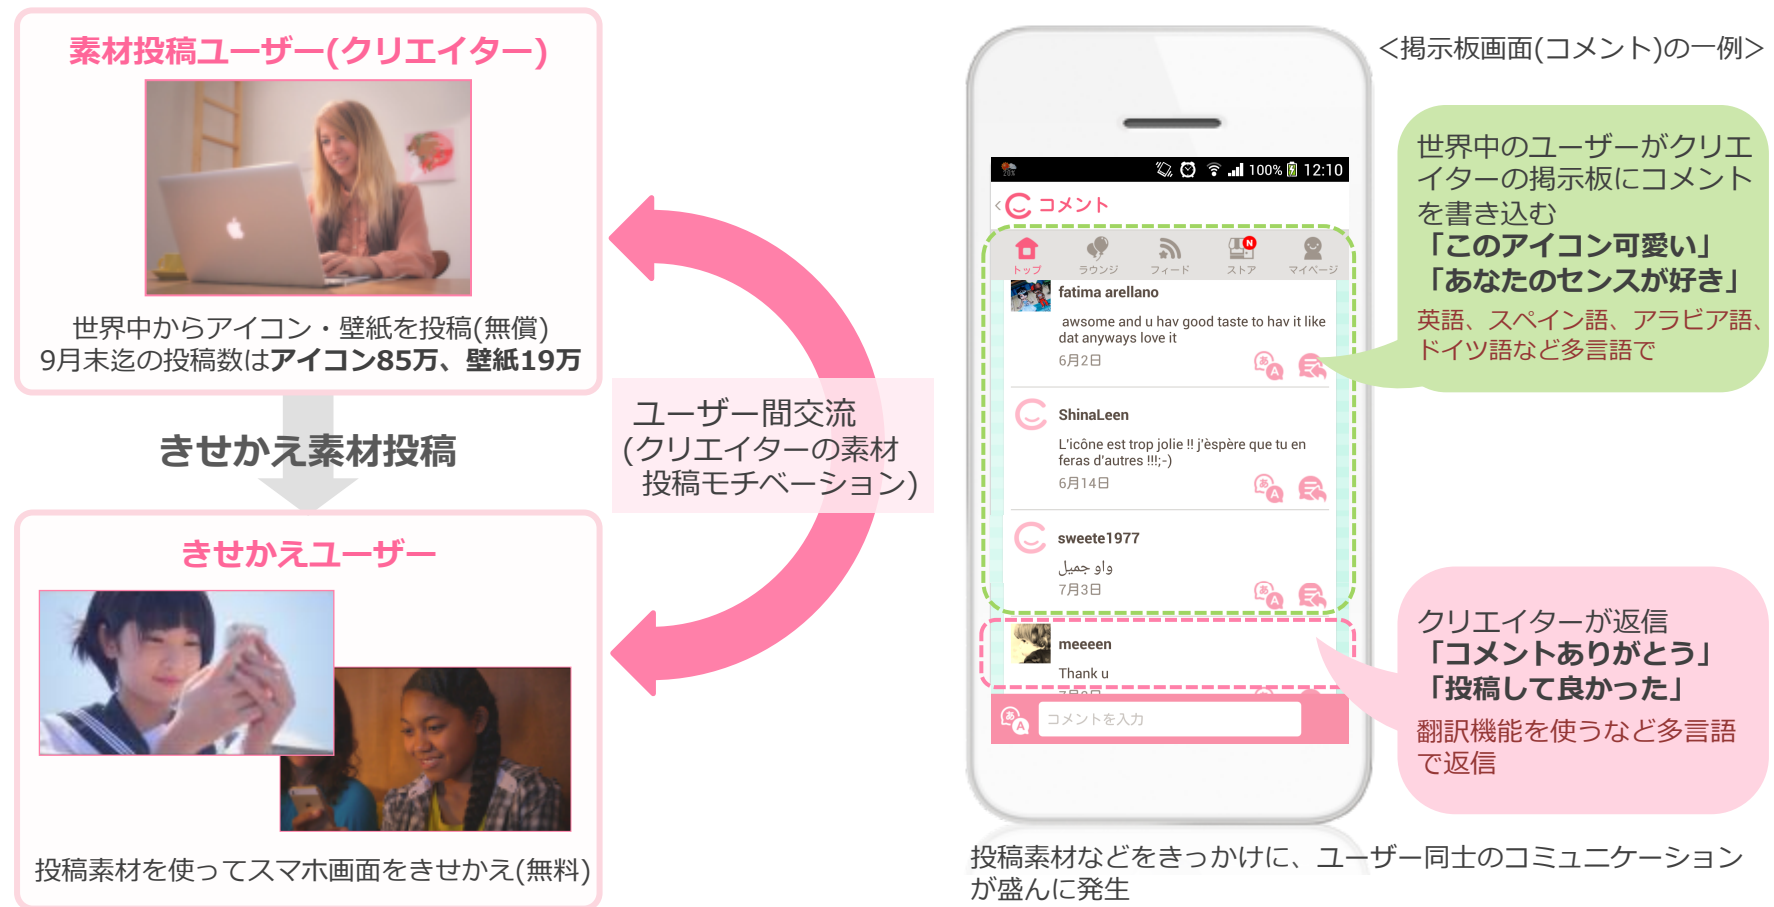 素材投稿ユーザー(クリエイター)
世界中からアイコン・壁紙を投稿(無償)
9月末迄の投稿数はアイコン85万、壁紙19万
きせかえ素材投稿
きせかえユーザー
投稿素材を使ってスマホ画面をきせかえ(無料)
ユーザー間交流
(クリエイターの素材
投稿モチベーション)
<掲示板画面(コメント)の一例>
100% 12:10
コメント
トップ ラウンジ フィード ストア マイページ
N
fatima arellano
awsome and u hav good taste to hav it like
dat anyways love it
6月2日
あ A
ShinaLeen
L'icône est trop jolie !! j'èspère que tu en
feras d'autres !!!;-)
6月14日
あ A
sweete1977
واو جميل
7月3日
あ A
meeeen
Thank u
あ A
コメントを入力
世界中のユーザーがクリエ
イターの掲示板にコメント
を書き込む
「このアイコン可愛い」
「あなたのセンスが好き」
英語、スペイン語、アラビア語、
ドイツ語など多言語で
クリエイターが返信
「コメントありがとう」
「投稿して良かった」
翻訳機能を使うなど多言語
で返信
投稿素材などをきっかけに、ユーザー同士のコミュニケーション
が盛んに発生